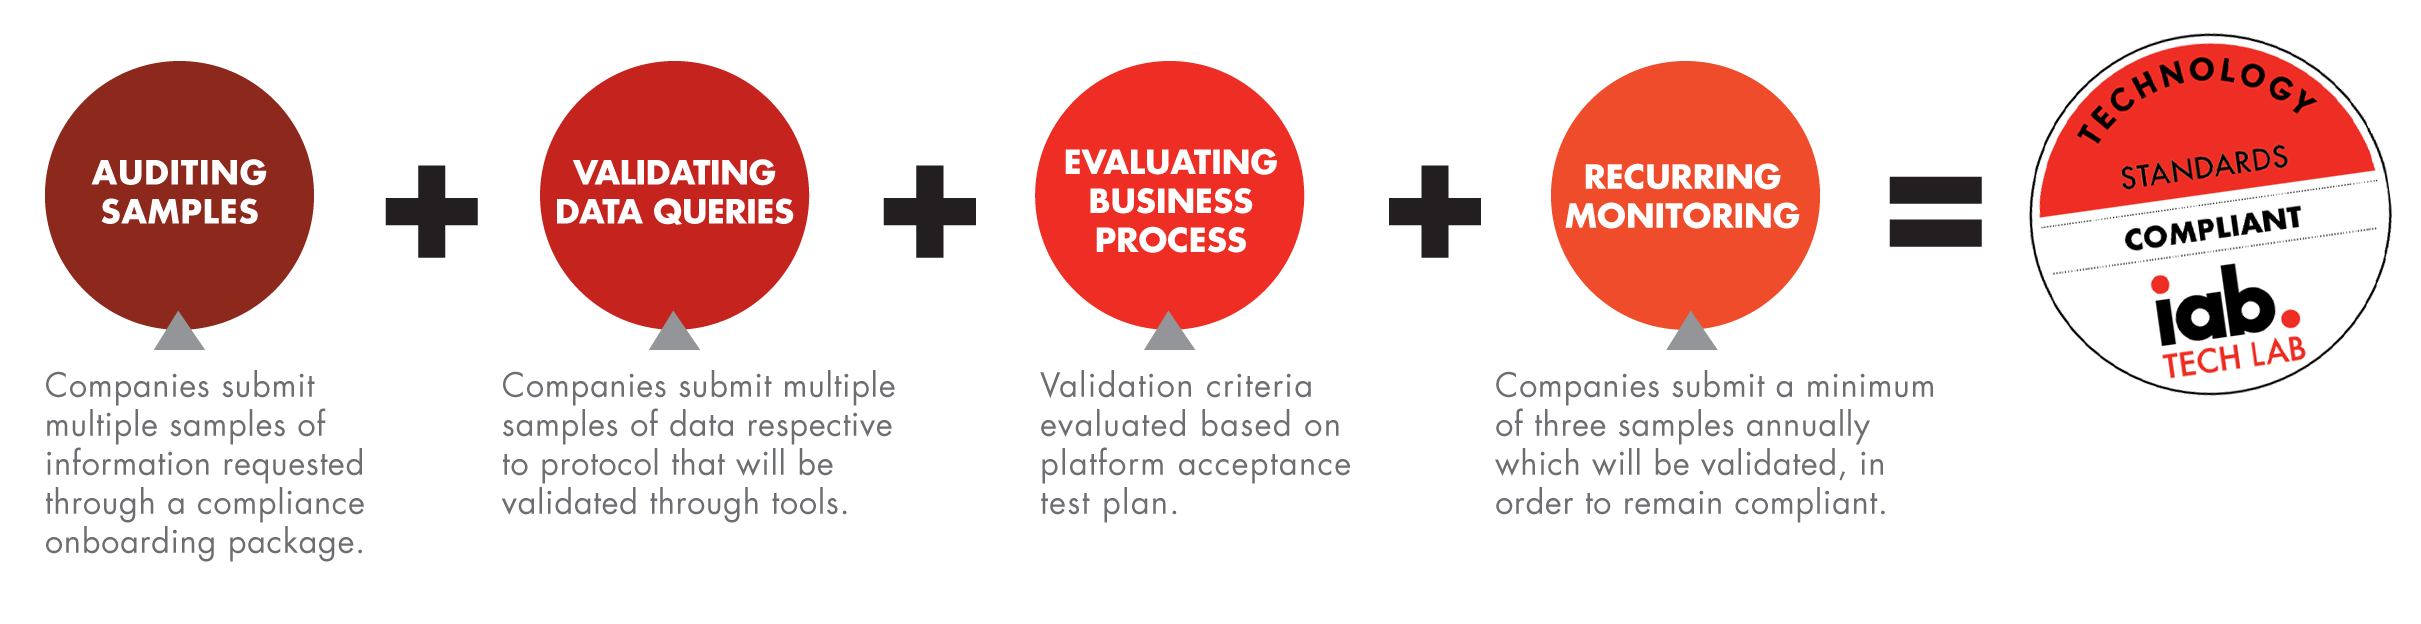 AUDITING
SAMPLES
Companies submit
multiple samples of
information requested
through a compliance
onboarding package.
VALIDATING
DATA QUERIES
Companies submit multiple
samples of data respective
to protocol that will be
validated through tools.
EVALUATING
BUSINESS
PROCESS
Validation criteria
evaluated based on
platform acceptance
test plan.
RECURRING
MONITORING
Companies submit a minimum
of three samples annually
which will be validated, in
order to remain compliant.
TECHNOLOGY
STANDARDS
COMPLIANT
iab.
TECH LAB